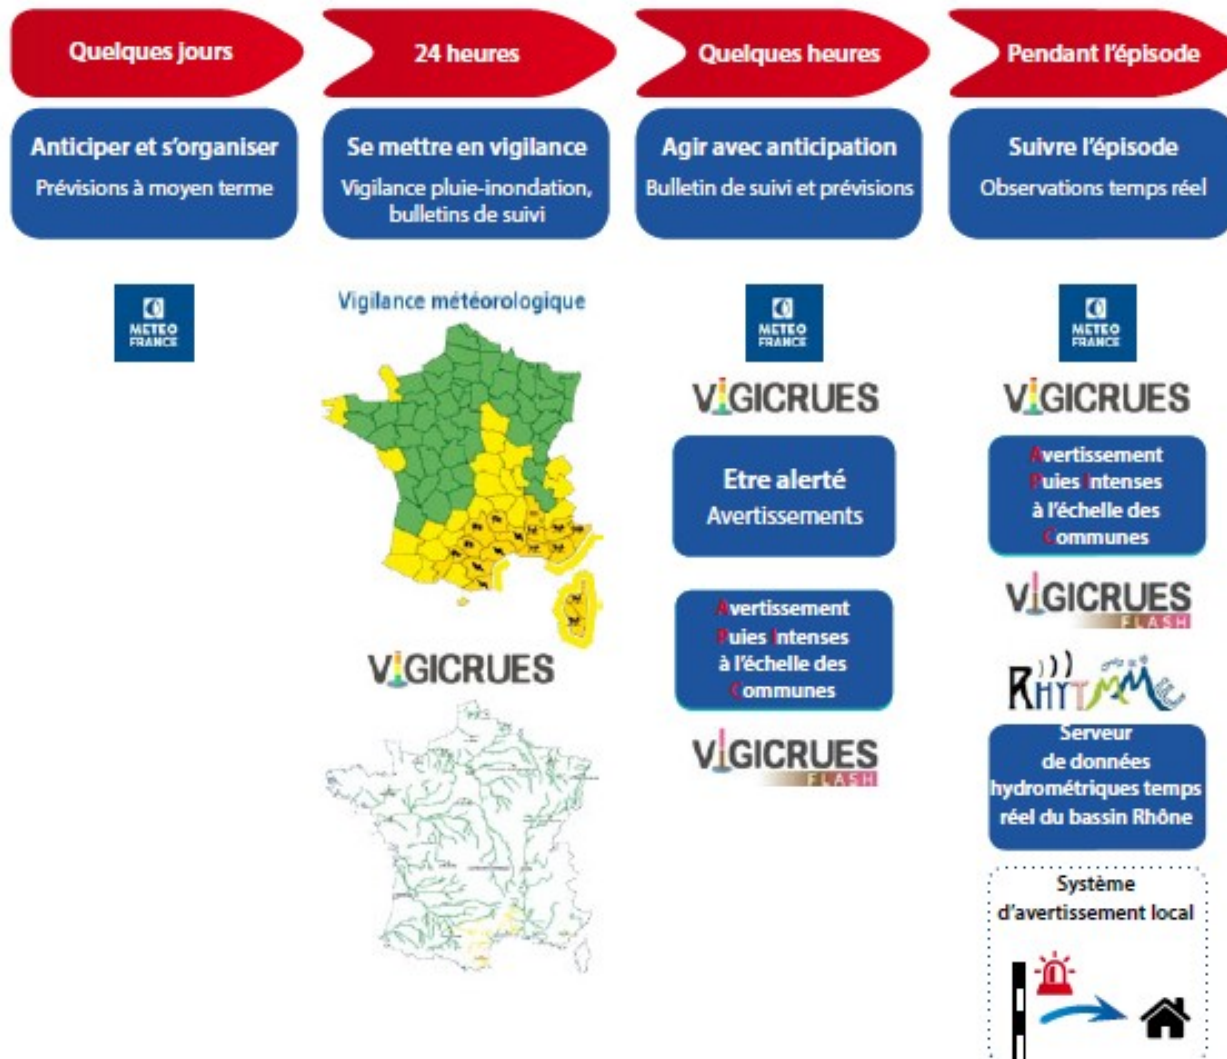 Quelques jours
24 heures
Quelques heures
Pendant l'épisode
Anticiper et s'organiser
Prévisions à moyen terme
Se mettre en vigilance
Vigilance pluie-inondation,
bulletins de suivi
Agir avec anticipation
Bulletin de suivi et prévisions
Suivre l'épisode
Observations temps réel
METEO
FRANCE
Vigilance météorologique
VIGICRUES
METEO
FRANCE
VIGICRUES
Etre alerté
Avertissements
Avertissement
Puies Intenses
à l'échelle des
Communes
VIGICRUES
FLASH
METEO
FRANCE
VIGICRUES
Avertissement
Puies Intenses
à l'échelle des
Communes
VIGICRUES
FLASH
RHYTMME
Serveur
de données
hydrométriques temps
réel du bassin Rhône
Système
d'avertissement local